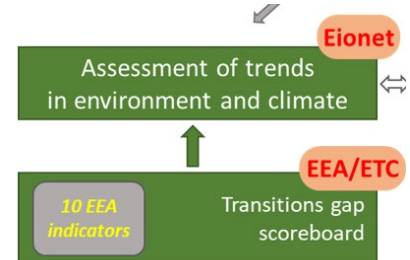 Eionet
Assessment of trends
in environment and climate
EEA/ETC
10 EEA
indicators
Transitions gap
scoreboard